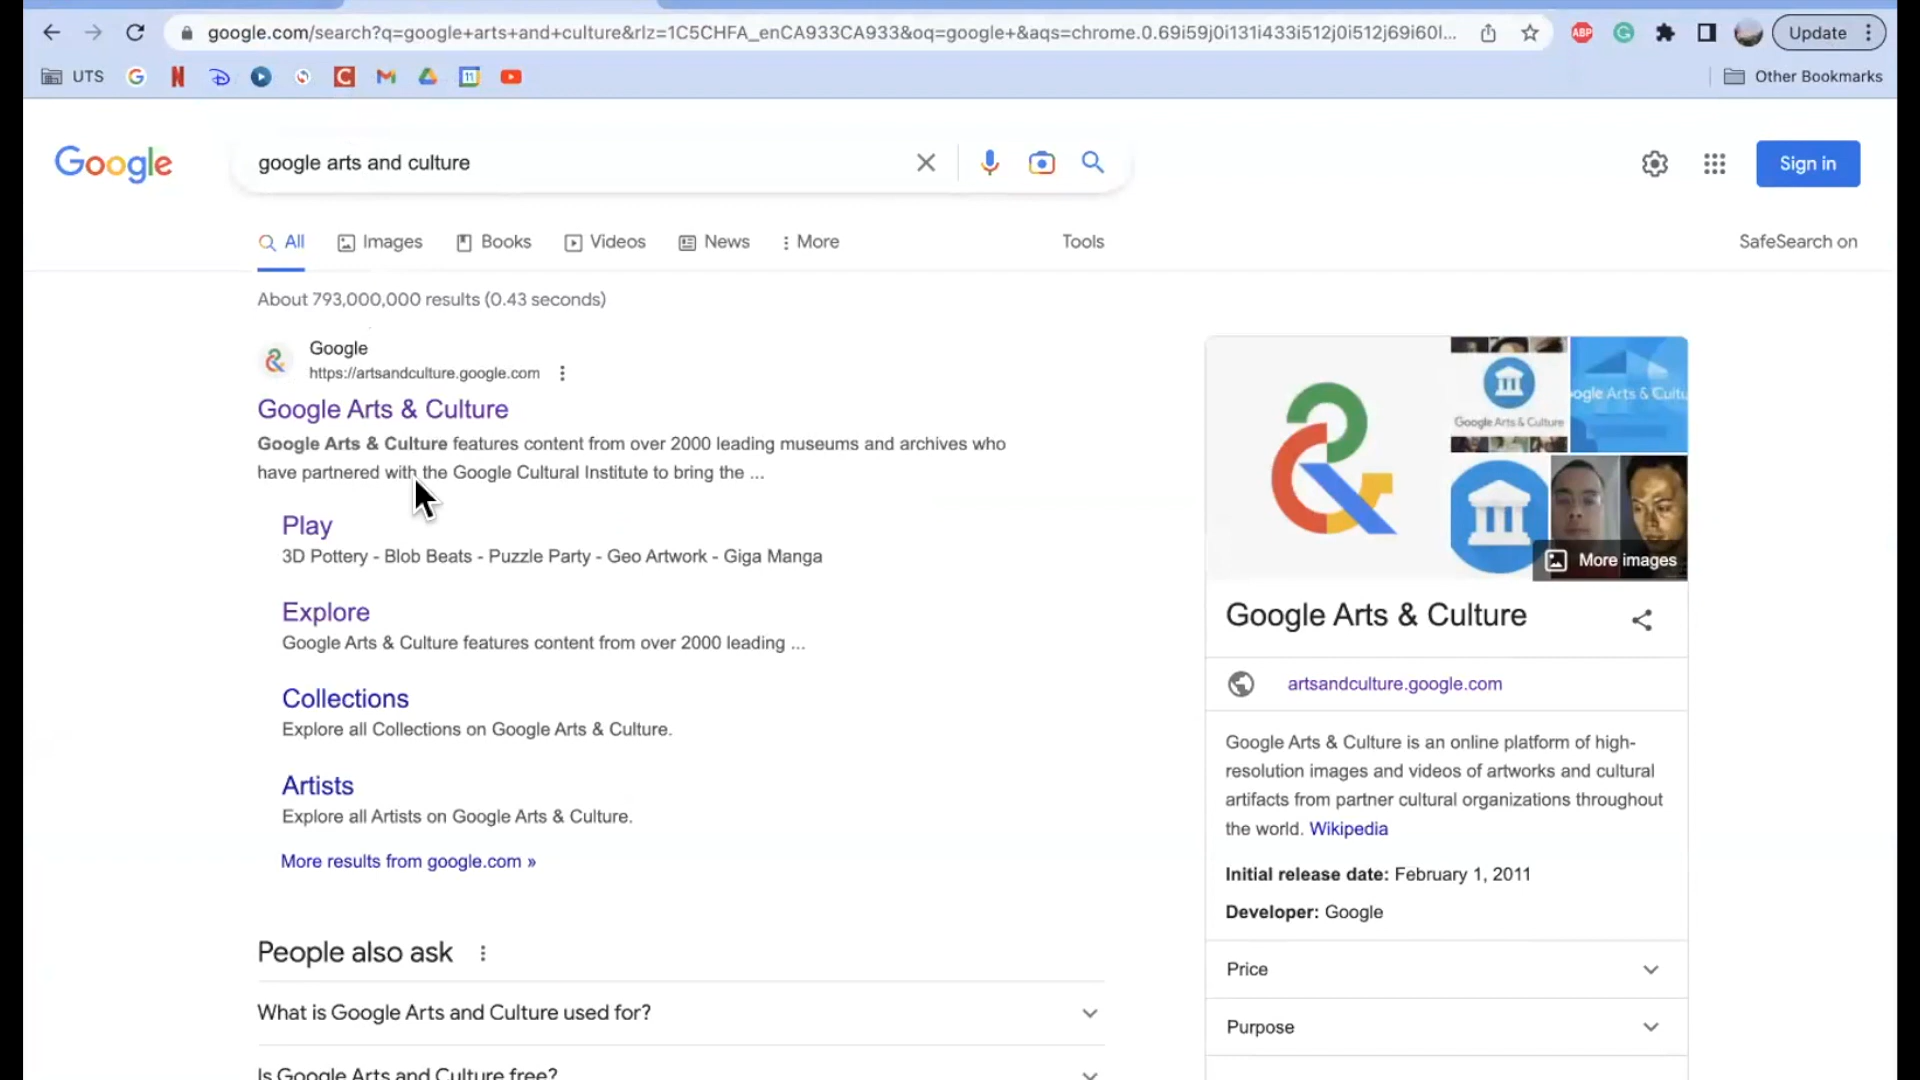 google.com/search?q=google+arts+and+culture&rlz=1C5CHFA_enCA933CA933&oq=google+&aqs=chrome.0.69i59j0i131i433i512j0i512j69i60l...
Update
UTS
Other Bookmarks
Google
google arts and culture
Sign in
All
Images
Books
Videos
News
More
Tools
SafeSearch on
About 793,000,000 results (0.43 seconds)
Google
https://artsandculture.google.com
Google Arts & Culture
Google Arts & Culture features content from over 2000 leading museums and archives who
have partnered with the Google Cultural Institute to bring the ...
Play
3D Pottery - Blob Beats - Puzzle Party - Geo Artwork - Giga Manga
Explore
Google Arts & Culture features content from over 2000 leading ...
Collections
Explore all Collections on Google Arts & Culture.
Artists
Explore all Artists on Google Arts & Culture.
More results from google.com »
People also ask
What is Google Arts and Culture used for?
Is Google Arts and Culture free?
Google Arts & Culture
ogle Arts & Cultu
More images
Google Arts & Culture
artsandculture.google.com
Google Arts & Culture is an online platform of high-
resolution images and videos of artworks and cultural
artifacts from partner cultural organizations throughout
the world. Wikipedia
Initial release date: February 1, 2011
Developer: Google
Price
Purpose
ABP
11